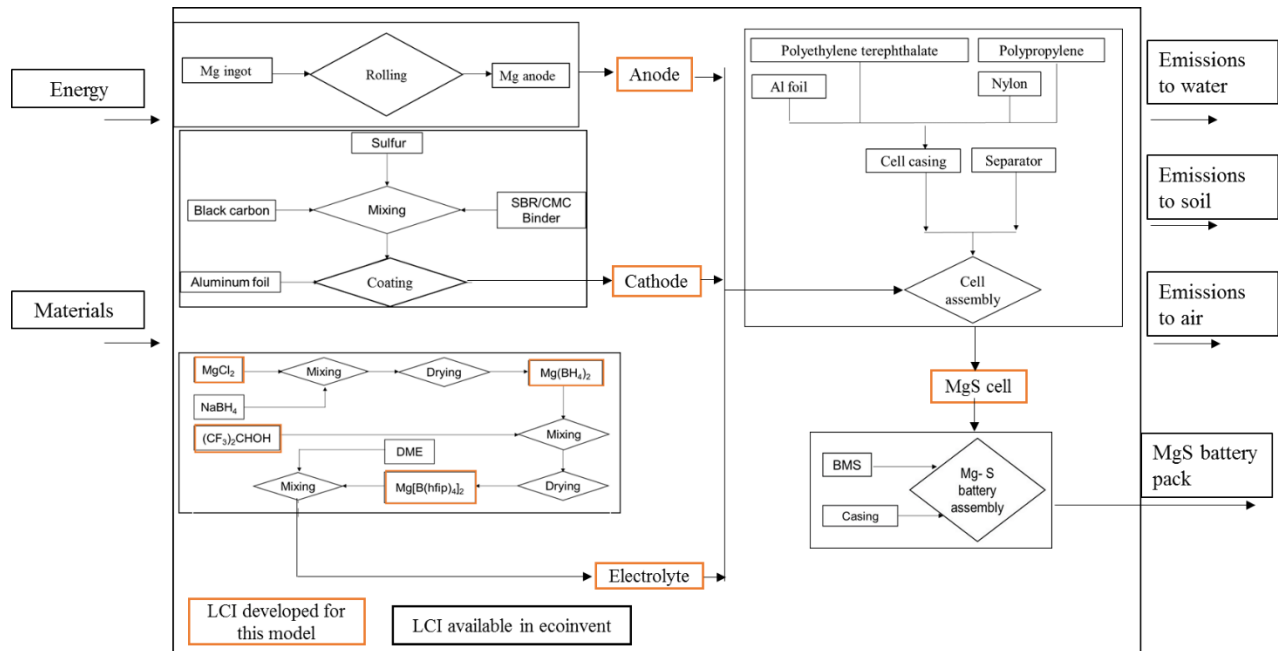 Energy
Materials
Mg ingot
Rolling
Mg anode
Anode
Sulfur
Black carbon
Mixing
SBR/CMC
Binder
Aluminum foil
Coating
Cathode
MgCl₂
Mixing
Drying
Mg(BH₄)₂
NaBH₄
(CF₃)₂CHOH
Mixing
DME
Mixing
Mg[B(hfip)₄]₂
Drying
Electrolyte
LCI developed for
this model
LCI available in ecoinvent
Polyethylene terephthalate
Polypropylene
Al foil
Nylon
Cell casing
Separator
Cell
assembly
MgS cell
BMS
Mg- S
battery
assembly
Casing
Emissions
to water
Emissions
to soil
Emissions
to air
MgS battery
pack